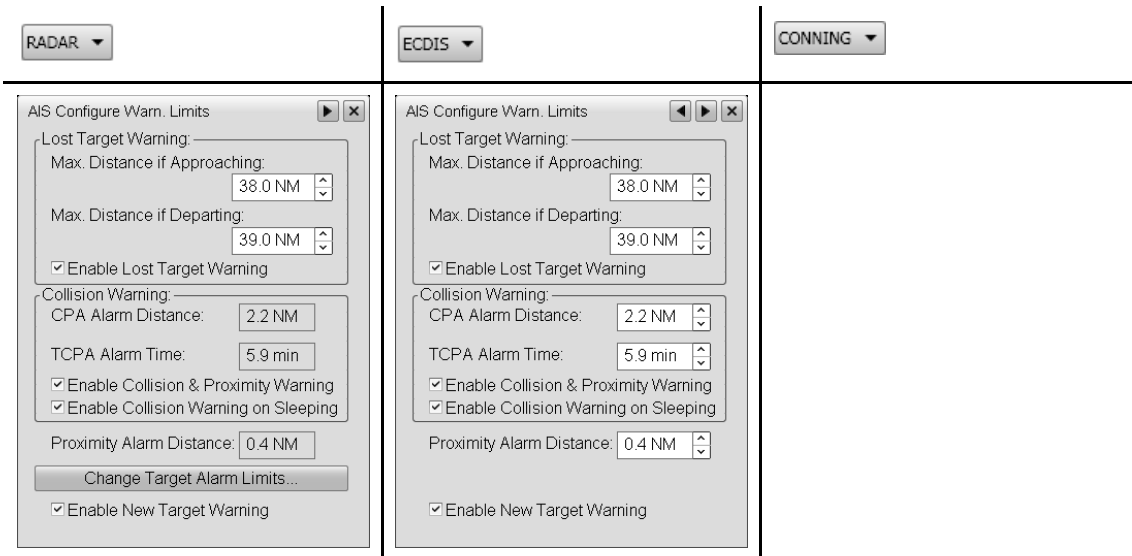 RADAR
ECDIS
CONNING
AIS Configure Warn. Limits
Lost Target Warning:
Max. Distance if Approaching:
38.0 NM
Max. Distance if Departing:
39.0 NM
Enable Lost Target Warning
Collision Warning:
CPA Alarm Distance: 2.2 NM
TCPA Alarm Time: 5.9 min
Enable Collision & Proximity Warning
Enable Collision Warning on Sleeping
Proximity Alarm Distance: 0.4 NM
Change Target Alarm Limits...
Enable New Target Warning
AIS Configure Warn. Limits
Lost Target Warning:
Max. Distance if Approaching:
38.0 NM
Max. Distance if Departing:
39.0 NM
Enable Lost Target Warning
Collision Warning:
CPA Alarm Distance: 2.2 NM
TCPA Alarm Time: 5.9 min
Enable Collision & Proximity Warning
Enable Collision Warning on Sleeping
Proximity Alarm Distance: 0.4 NM
Enable New Target Warning